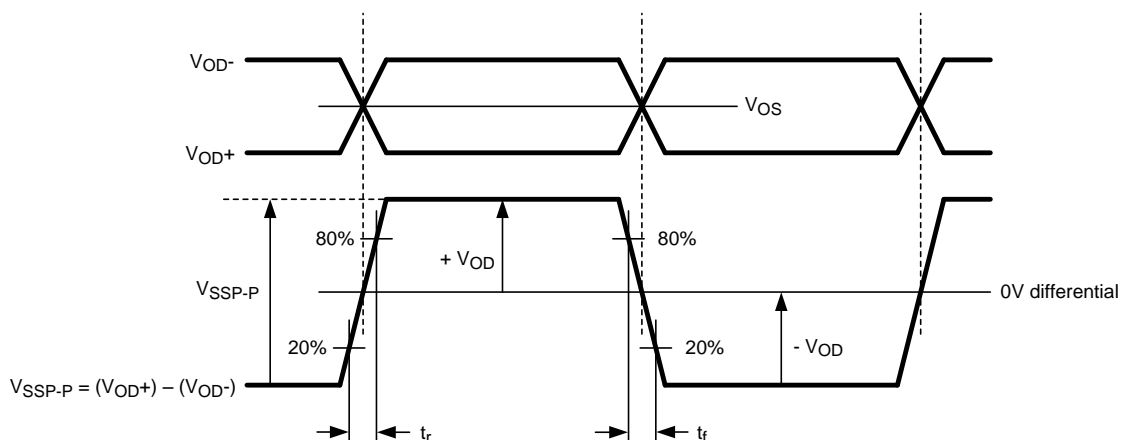 VOD-
VOS
VOD+
80%
80%
+ VOD
VSSP-P
0V differential
20%
20%
- VOD
VSSP-P = (VOD+) – (VOD-)
tr
tf